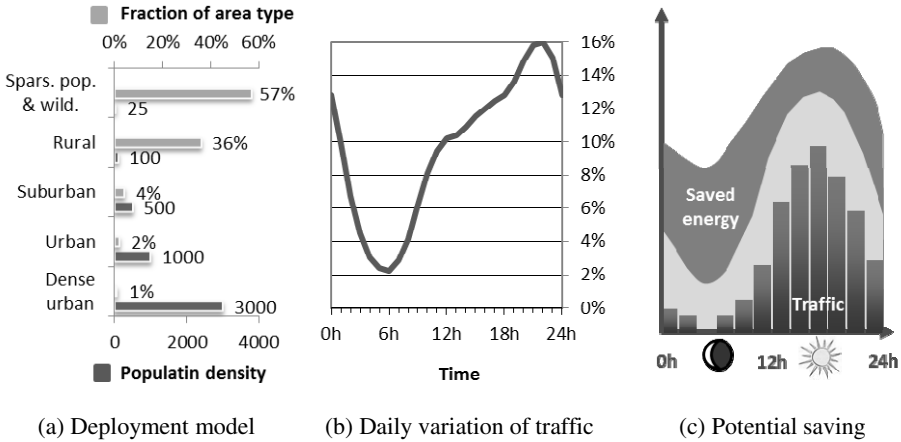 Fraction of area type
0% 20% 40% 60%
Spars. pop.
& wild.
57%
25
Rural
36%
100
Suburban
4%
500
Urban
2%
1000
Dense
urban
1%
3000
0 2000 4000
Populatin density
(a) Deployment model
16%
14%
12%
10%
8%
6%
4%
2%
0%
0h 6h 12h 18h 24h
Time
(b) Daily variation of traffic
Saved
energy
Traffic
0h 12h 24h
(c) Potential saving